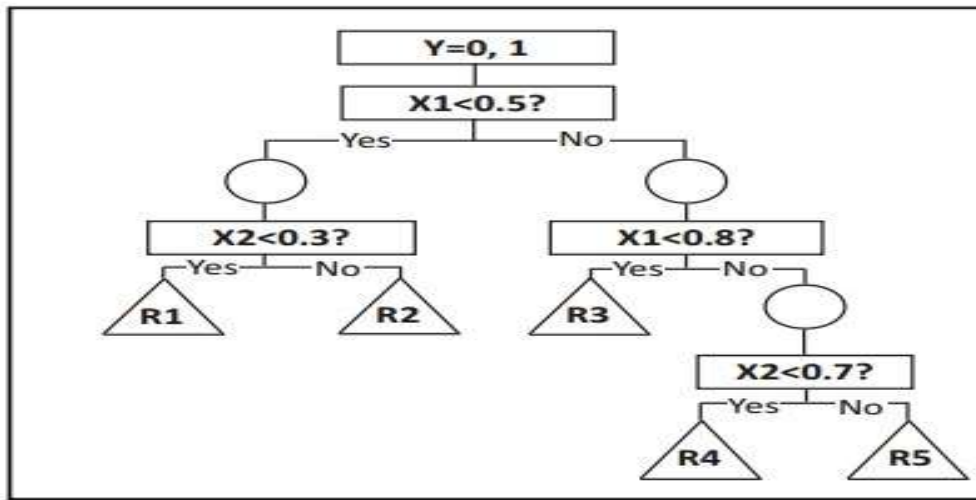 Y=0, 1
X1<0.5?
Yes No
X2<0.3? X1<0.8?
Yes No Yes No
R1 R2 R3
X2<0.7?
Yes No
R4 R5